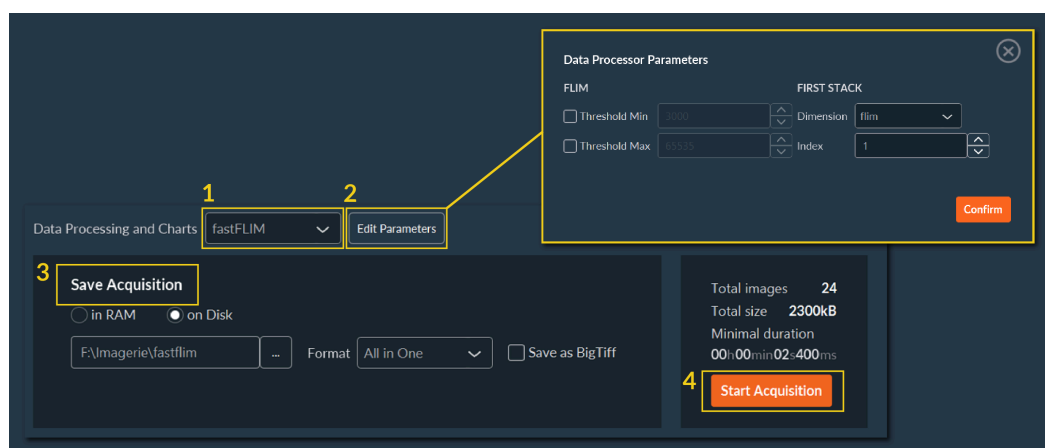 Data Processor Parameters
FLIM FIRST STACK
Threshold Min 3000 Dimension flim
Threshold Max 65535 Index 1
Confirm
1 2
Data Processing and Charts fastFLIM Edit Parameters
3 Save Acquisition
in RAM on Disk
F:\Imagerie\fastflim ... Format All in One Save as BigTiff
Total images 24
Total size 2300kB
Minimal duration
00h00min02s400ms
4 Start Acquisition